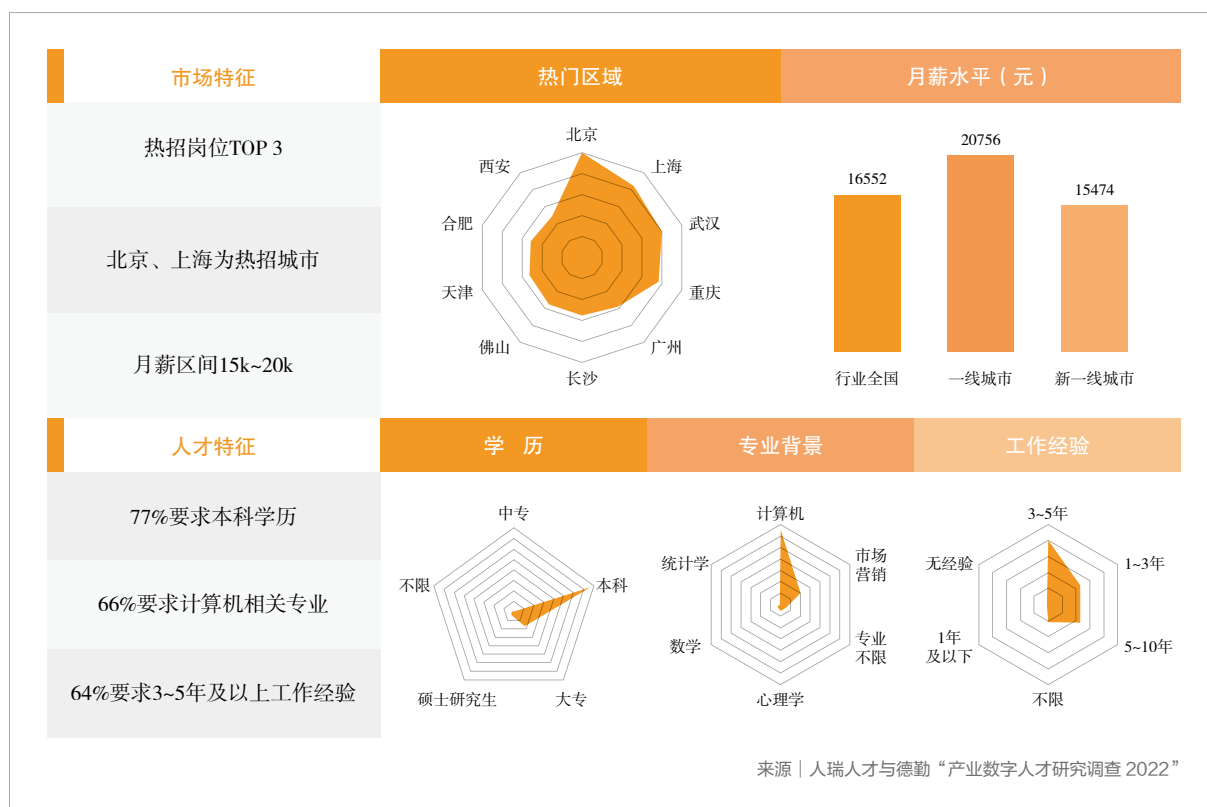 市场特征
热门区域
月薪水平（元）
热招岗位TOP 3
北京、上海为热招城市
月薪区间15k~20k
北京
上海
武汉
重庆
广州
长沙
佛山
天津
合肥
西安
16552
20756
15474
行业全国
一线城市
新一线城市
人才特征
学 历
专业背景
工作经验
77%要求本科学历
66%要求计算机相关专业
64%要求3~5年及以上工作经验
中专
本科
大专
硕士研究生
不限
计算机
市场
营销
专业
不限
心理学
数学
统计学
3~5年
1~3年
5~10年
不限
1年
及以下
无经验
来源｜人瑞人才与德勤“产业数字人才研究调查 2022”